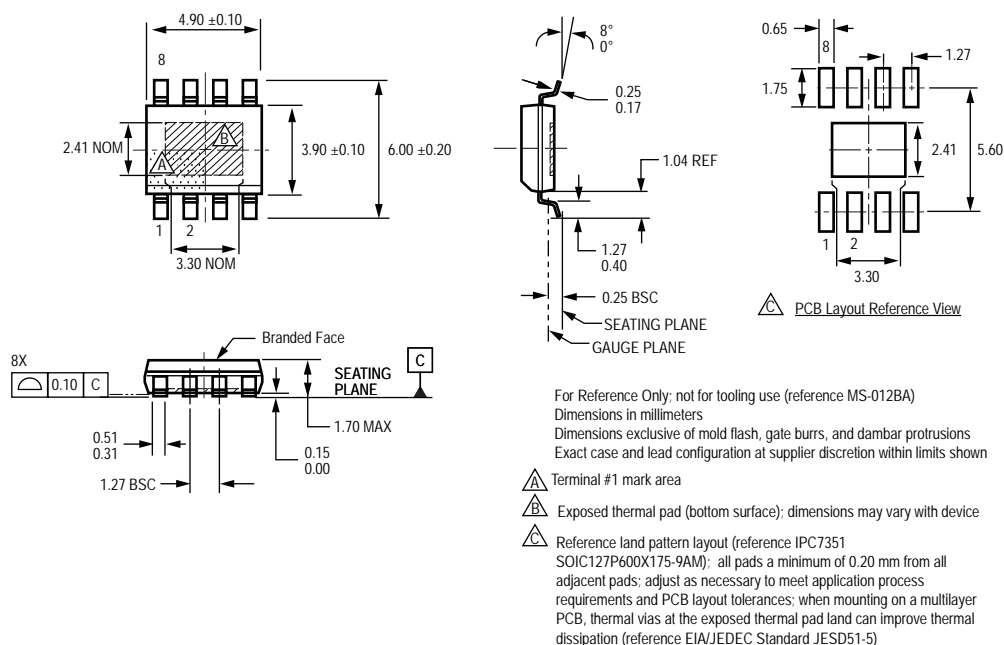 4.90 ±0.10
8
2.41 NOM
A
B
3.90 ±0.10
6.00 ±0.20
1
2
3.30 NOM
8°
0°
0.25
0.17
1.04 REF
1.27
0.40
0.25 BSC
SEATING PLANE
GAUGE PLANE
0.65
8
1.27
1.75
2.41
5.60
1
2
3.30
C
PCB Layout Reference View
Branded Face
8X
0.10
C
SEATING
PLANE
C
1.70 MAX
0.51
0.31
0.15
0.00
1.27 BSC
For Reference Only; not for tooling use (reference MS-012BA)
Dimensions in millimeters
Dimensions exclusive of mold flash, gate burrs, and dambar protrusions
Exact case and lead configuration at supplier discretion within limits shown
A Terminal #1 mark area
B Exposed thermal pad (bottom surface); dimensions may vary with device
C Reference land pattern layout (reference IPC7351
SOIC127P600X175-9AM); all pads a minimum of 0.20 mm from all
adjacent pads; adjust as necessary to meet application process
requirements and PCB layout tolerances; when mounting on a multilayer
PCB, thermal vias at the exposed thermal pad land can improve thermal
dissipation (reference EIA/JEDEC Standard JESD51-5)